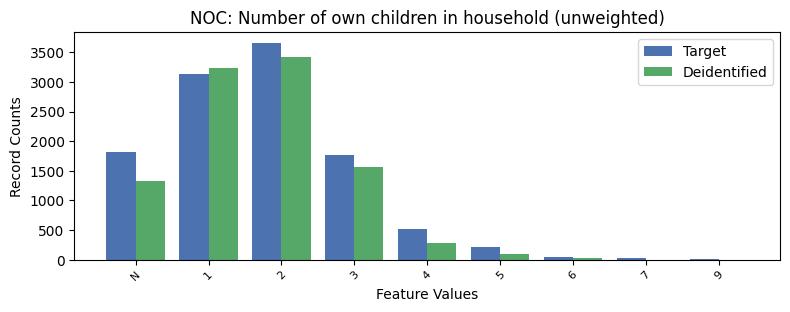 NOC: Number of own children in household (unweighted)
Target
Deidentified
Record Counts
3500
3000
2500
2000
1500
1000
500
0
N
1
2
3
4
5
6
7
9
Feature Values